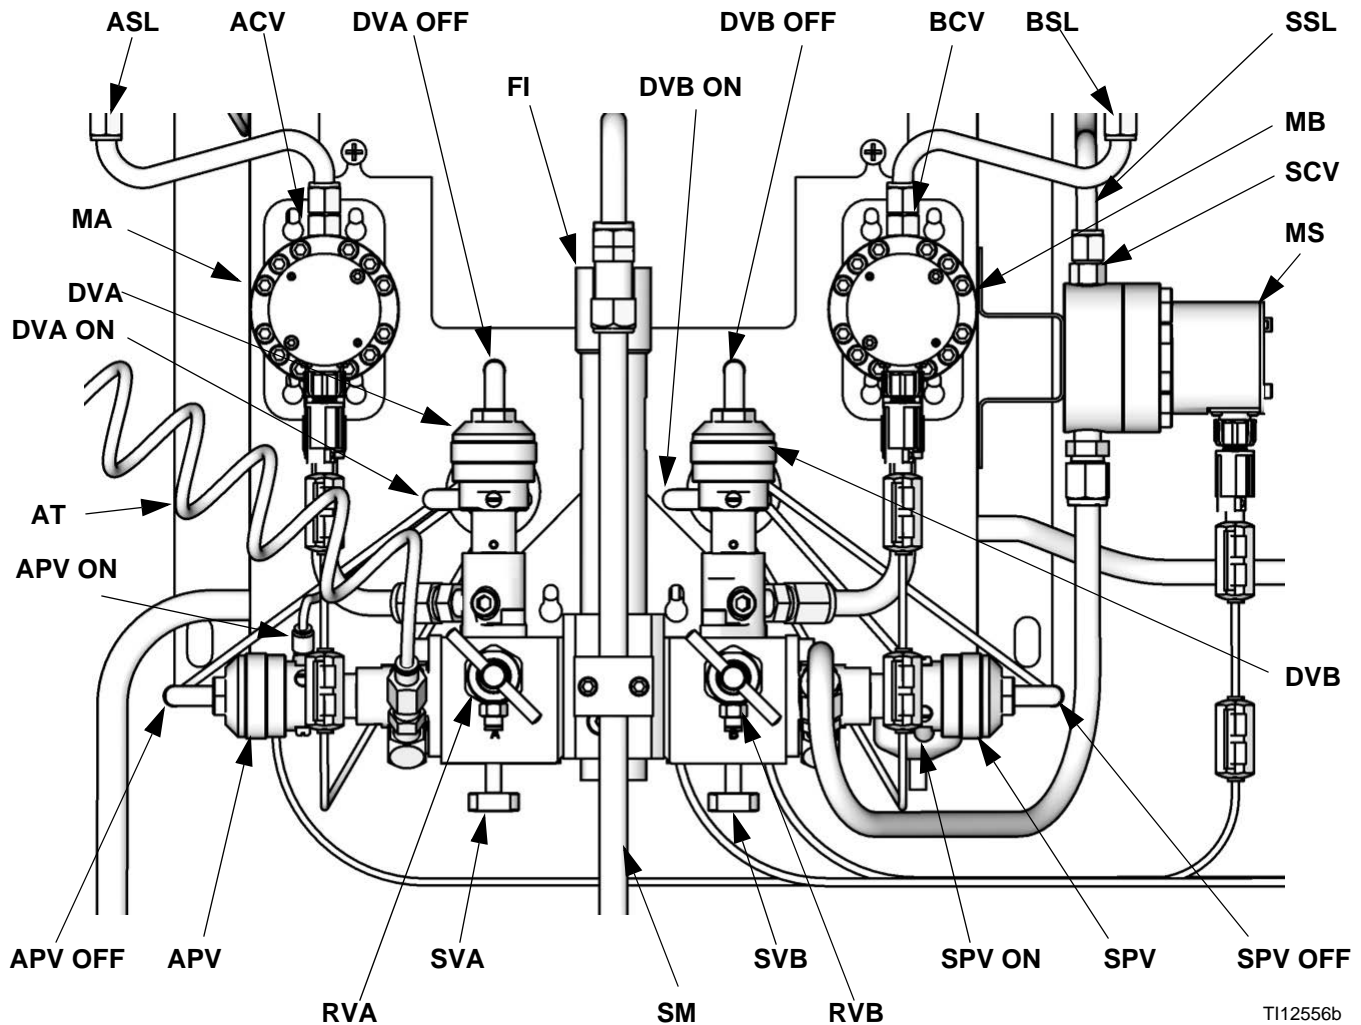 ASL ACV DVA OFF DVB OFF BCV BSL SSL
FI DVB ON
MB
SCV
MA MS
DVA
DVA ON
AT
APV ON
DVB
A B
APV OFF APV SVA SVB SPV ON SPV SPV OFF
RVA SM RVB
TI12556b